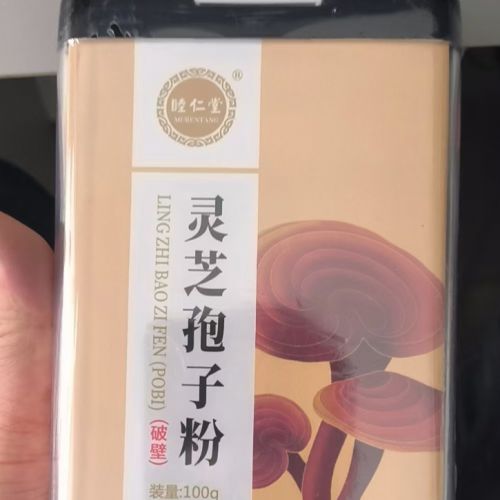 ®
睦仁堂
MURENTANG
灵芝孢子粉
LING ZHI BAO ZI FEN (POBI)
(破壁)
装量:100g